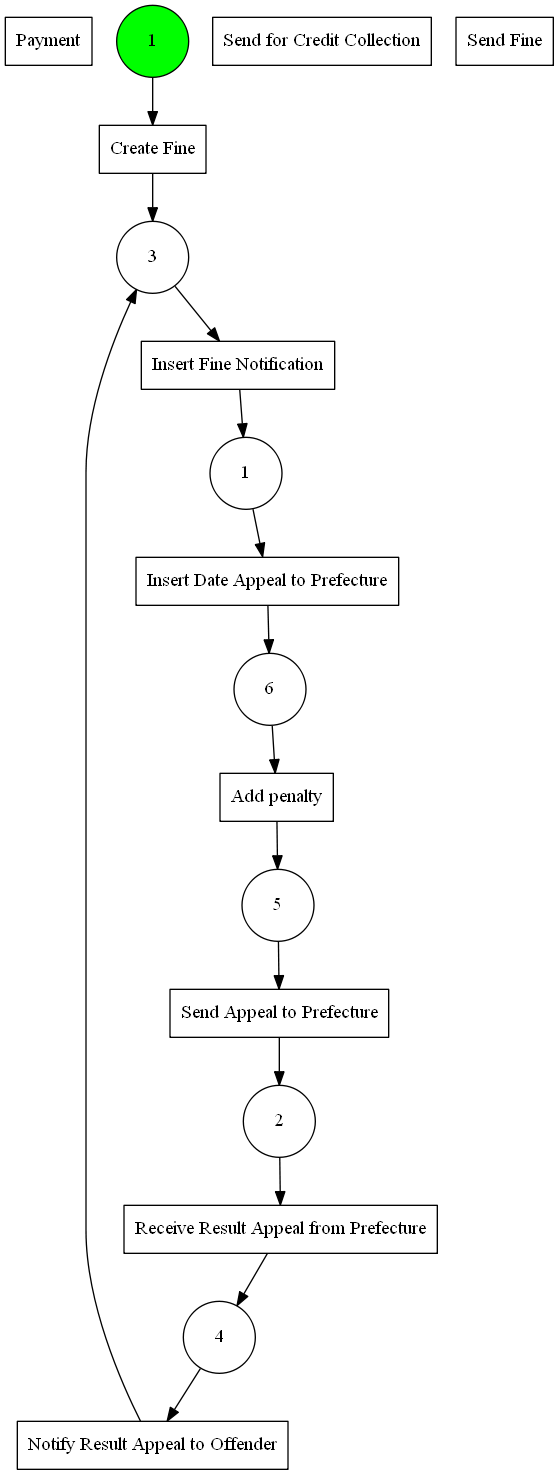 Payment
1
Send for Credit Collection
Send Fine
Create Fine
3
Insert Fine Notification
1
Insert Date Appeal to Prefecture
6
Add penalty
5
Send Appeal to Prefecture
2
Receive Result Appeal from Prefecture
4
Notify Result Appeal to Offender